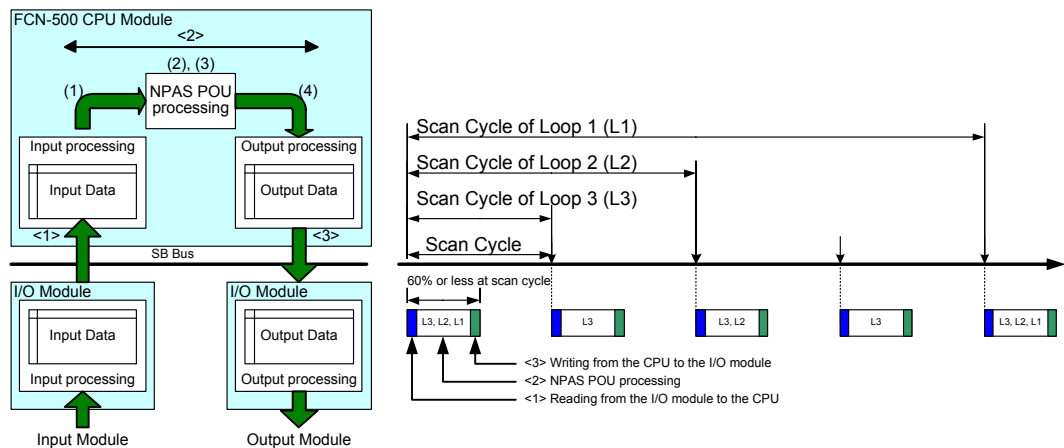 FCN-500 CPU Module
<2>
(2), (3)
(1)
NPAS POU
processing
(4)
Input processing
Input Data
Output processing
Output Data
<1>
<3>
SB Bus
I/O Module
Input Data
Input processing
I/O Module
Output Data
Output processing
Input Module
Output Module
Scan Cycle of Loop 1 (L1)
Scan Cycle of Loop 2 (L2)
Scan Cycle of Loop 3 (L3)
Scan Cycle
60% or less at scan cycle
L3, L2, L1
L3
L3, L2
L3
L3, L2, L1
<3> Writing from the CPU to the I/O module
<2> NPAS POU processing
<1> Reading from the I/O module to the CPU